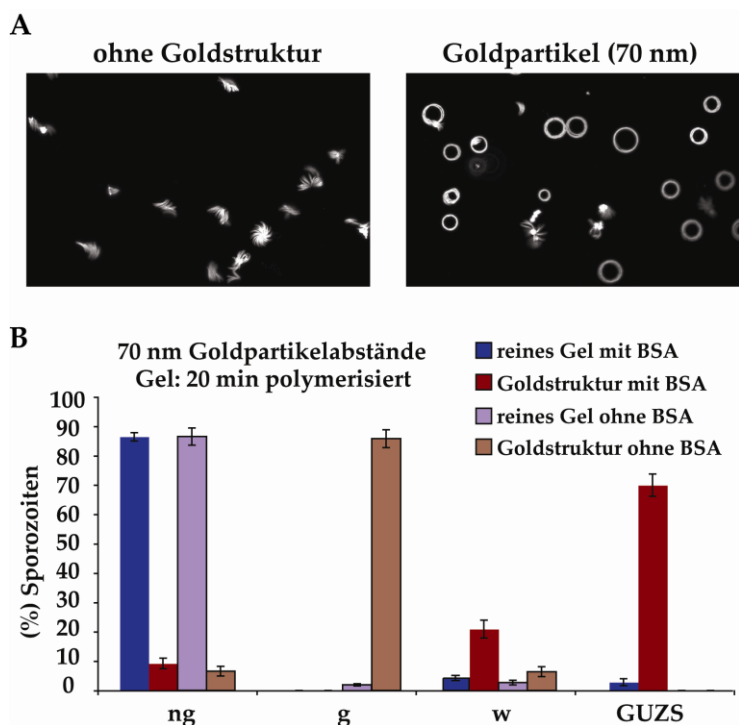 A
ohne Goldstruktur
Goldpartikel (70 nm)
B
70 nm Goldpartikelabstände
Gel: 20 min polymerisiert
reines Gel mit BSA
Goldstruktur mit BSA
reines Gel ohne BSA
Goldstruktur ohne BSA
(%) Sporozoiten
100
90
80
70
60
50
40
30
20
10
0
ng
g
w
GUZS